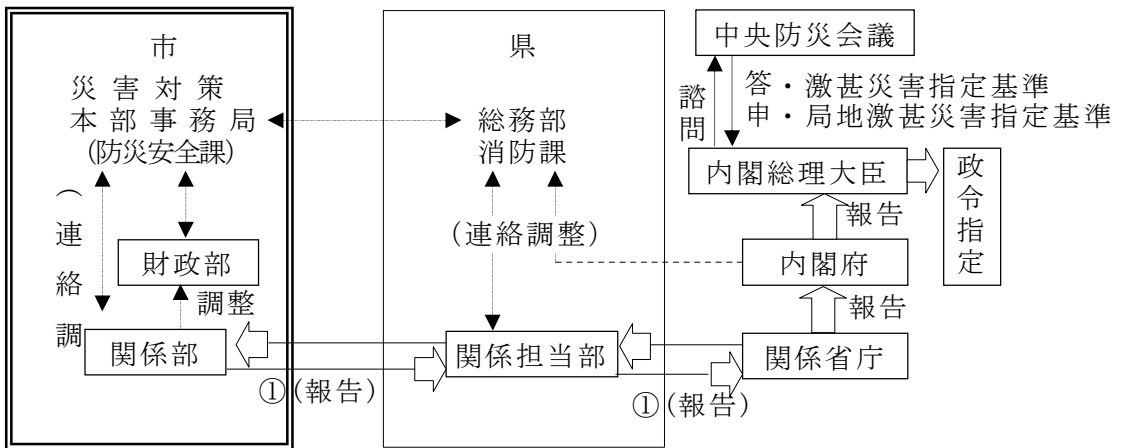 市
災害対策
本部事務局
(防災安全課)
(連絡調
財政部
調整
関係部
①(報告)
県
総務部
消防課
(連絡調整)
関係担当部
①(報告)
中央防災会議
諮問
答・激甚災害指定基準
申・局地激甚災害指定基準
内閣総理大臣
政令指定
報告
内閣府
報告
関係省庁